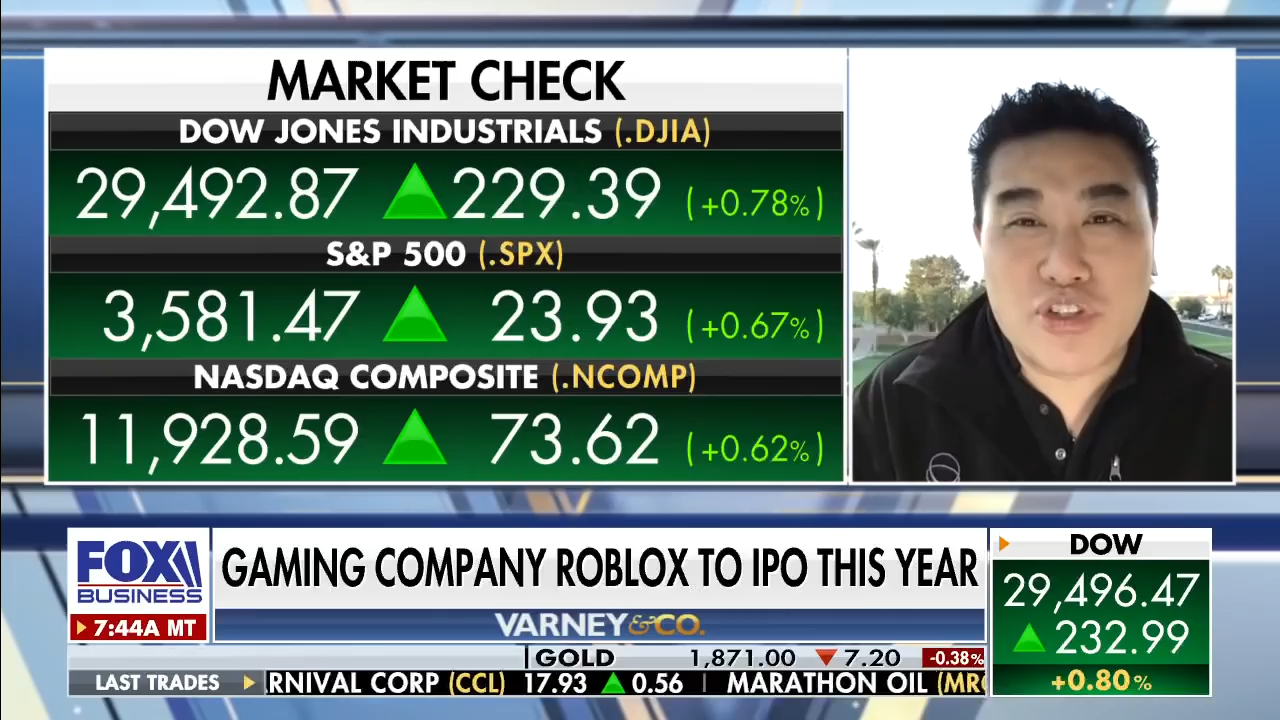 MARKET CHECK
DOW JONES INDUSTRIALS (.DJIA)
29,492.87 ▲ 229.39 (+0.78%)
S&P 500 (.SPX)
3,581.47 ▲ 23.93 (+0.67%)
NASDAQ COMPOSITE (.NCOMP)
11,928.59 ▲ 73.62 (+0.62%)
FOX
BUSINESS
7:44A MT
GAMING COMPANY ROBLOX TO IPO THIS YEAR
VARNEY & CO.
DOW
29,496.47
▲ 232.99
+0.80%
GOLD 1,871.00 ▼ 7.20 -0.38%
LAST TRADES RNIVAL CORP (CCL) 17.93 ▲ 0.56 | MARATHON OIL (MRO